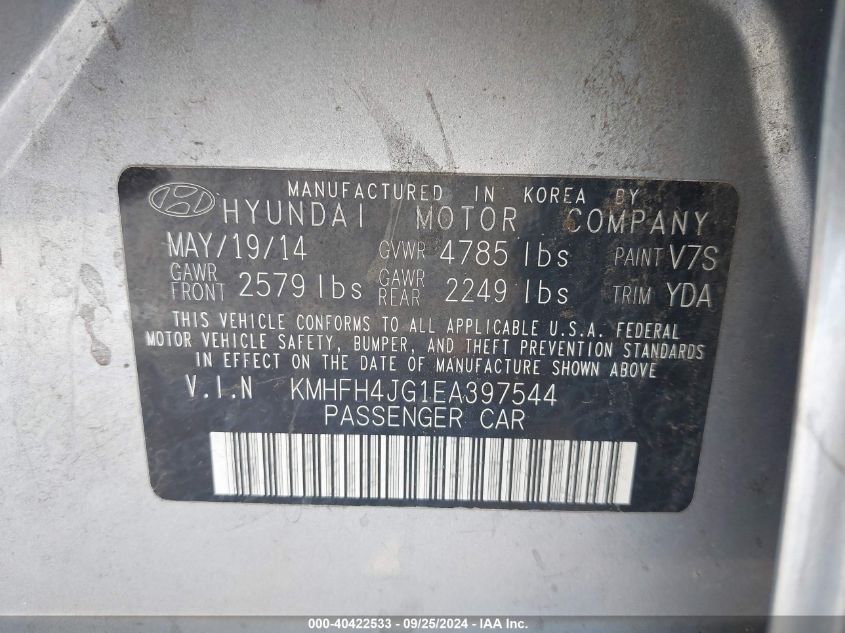 MANUFACTURED IN KOREA BY
HYUNDAI MOTOR COMPANY
MAY/19/14 GVWR 4785 lbs PAINT V7S
GAWR FRONT 2579 lbs GAWR REAR 2249 lbs TRIM YDA
THIS VEHICLE CONFORMS TO ALL APPLICABLE U.S.A. FEDERAL
MOTOR VEHICLE SAFETY, BUMPER, AND THEFT PREVENTION STANDARDS
IN EFFECT ON THE DATE OF MANUFACTURE SHOWN ABOVE
V.I.N KMHFH4JG1EA397544
PASSENGER CAR
000-40422533 - 09/25/2024 - IAA Inc.